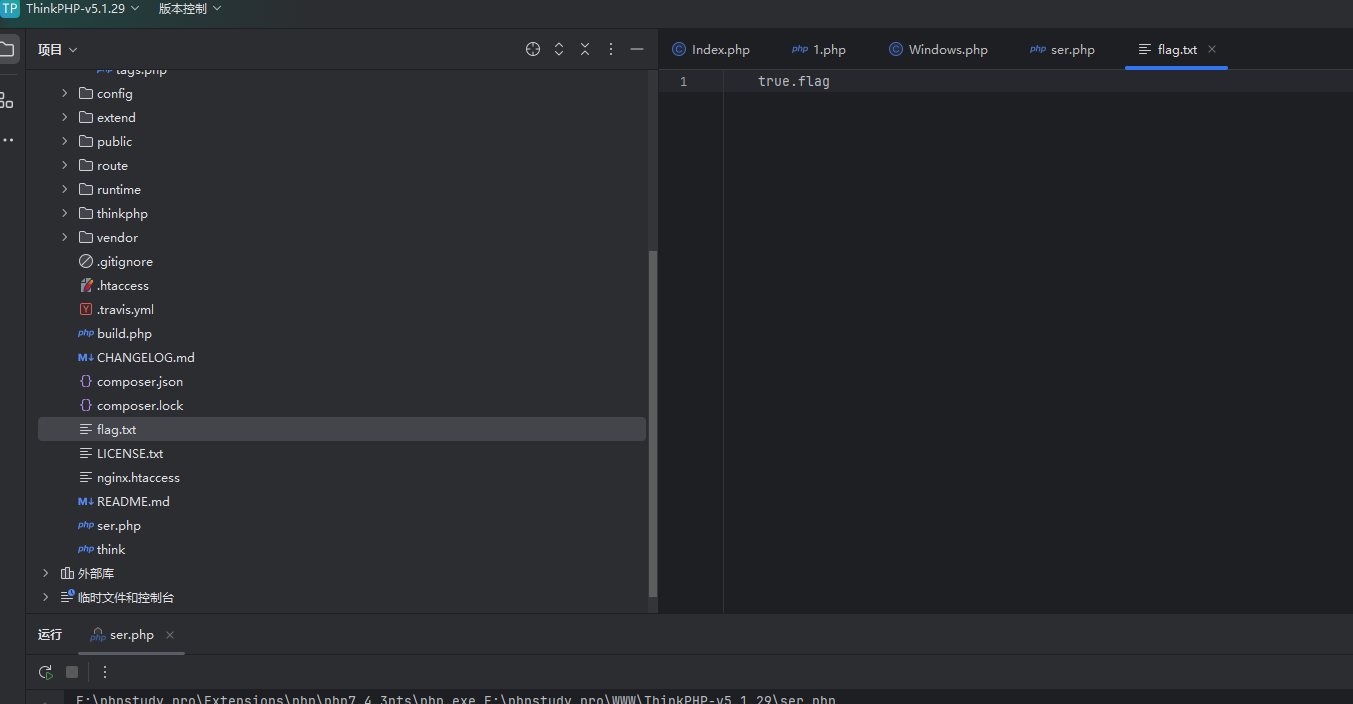 TP ThinkPHP-v5.1.29 版本控制
项目
Index.php
php 1.php
Windows.php
php ser.php
flag.txt
1 true.flag
php tags.php
config
extend
public
route
runtime
thinkphp
vendor
.gitignore
.htaccess
Y .travis.yml
php build.php
M↓ CHANGELOG.md
{} composer.json
{} composer.lock
flag.txt
LICENSE.txt
nginx.htaccess
M↓ README.md
php ser.php
php think
外部库
临时文件和控制台
运行
php ser.php
E:\phpstudy_pro\Extensions\php\php7.4.3nts\php.exe E:\phpstudy_pro\WWW\ThinkPHP-v5.1.29\ser.php